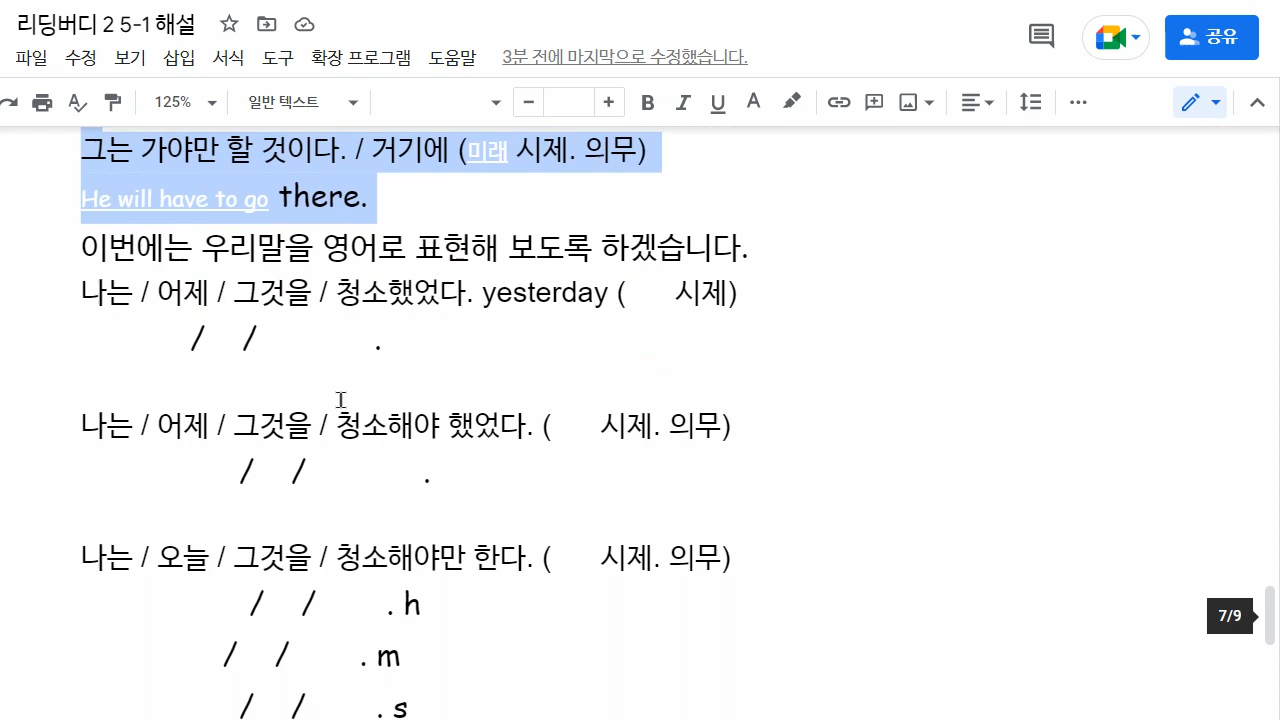 리딩버디 2 5-1 해설
파일 수정 보기 삽입 서식 도구 확장 프로그램 도움말 3분 전에 마지막으로 수정했습니다.
공유
125% 일반 텍스트 − + B I U A
그는 가야만 할 것이다. / 거기에 (미래 시제. 의무)
He will have to go there.
이번에는 우리말을 영어로 표현해 보도록 하겠습니다.
나는 / 어제 / 그것을 / 청소했었다. yesterday ( 시제)
/ / .
나는 / 어제 / 그것을 / 청소해야 했었다. ( 시제. 의무)
/ / .
나는 / 오늘 / 그것을 / 청소해야만 한다. ( 시제. 의무)
/ / . h
7/9
/ / . m
/ / . s